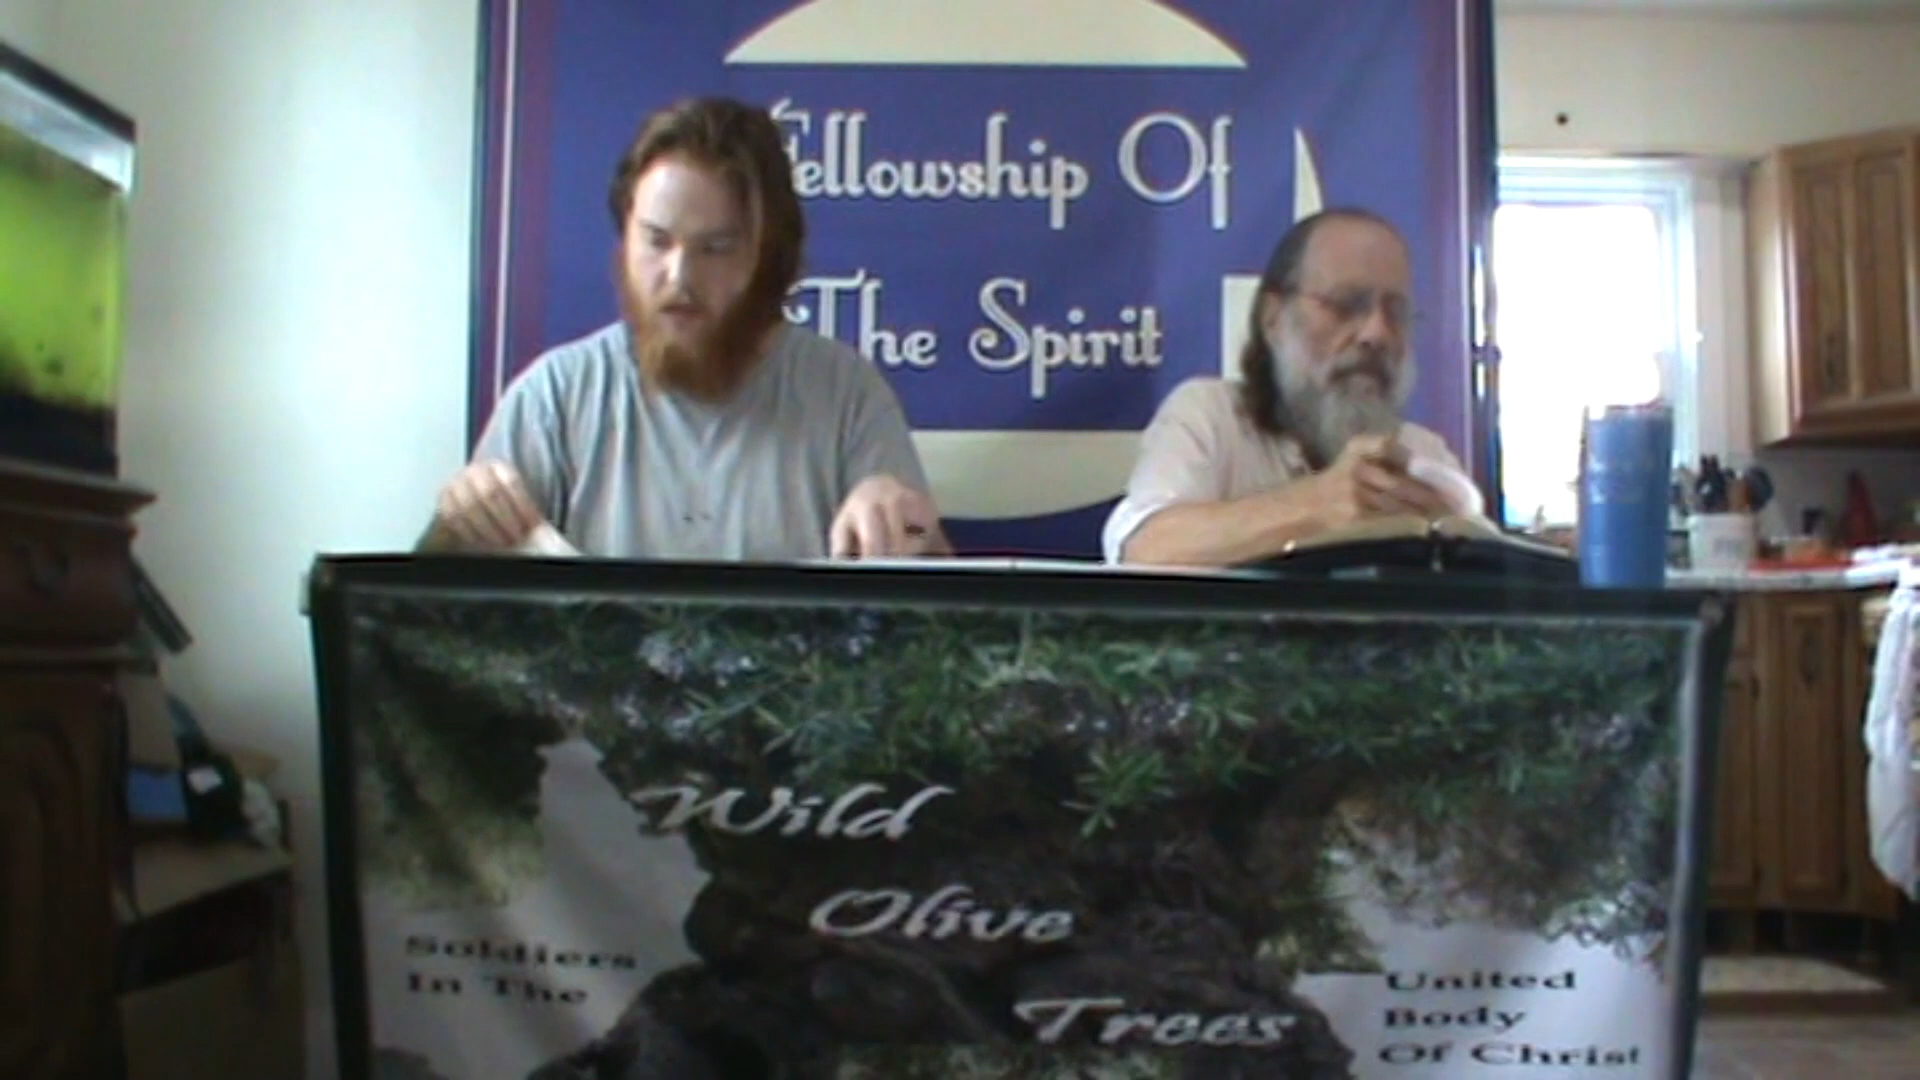 Fellowship Of
The Spirit
Wild
Olive
Trees
Soldiers
In The
United
Body
Of Christ